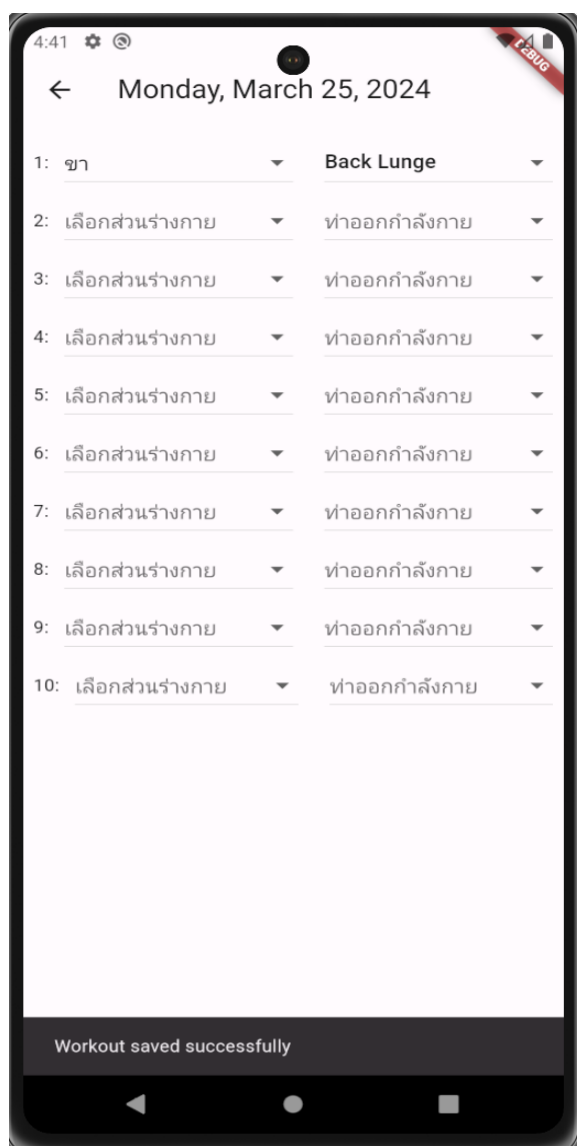 4:41
DEBUG
Monday, March 25, 2024
1: ขา Back Lunge
2: เลือกส่วนร่างกาย ท่าออกกำลังกาย
3: เลือกส่วนร่างกาย ท่าออกกำลังกาย
4: เลือกส่วนร่างกาย ท่าออกกำลังกาย
5: เลือกส่วนร่างกาย ท่าออกกำลังกาย
6: เลือกส่วนร่างกาย ท่าออกกำลังกาย
7: เลือกส่วนร่างกาย ท่าออกกำลังกาย
8: เลือกส่วนร่างกาย ท่าออกกำลังกาย
9: เลือกส่วนร่างกาย ท่าออกกำลังกาย
10: เลือกส่วนร่างกาย ท่าออกกำลังกาย
Workout saved successfully